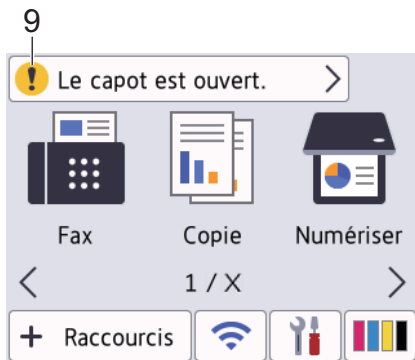 9
! Le capot est ouvert.
Fax Copie Numériser
1 / X
+ Raccourcis